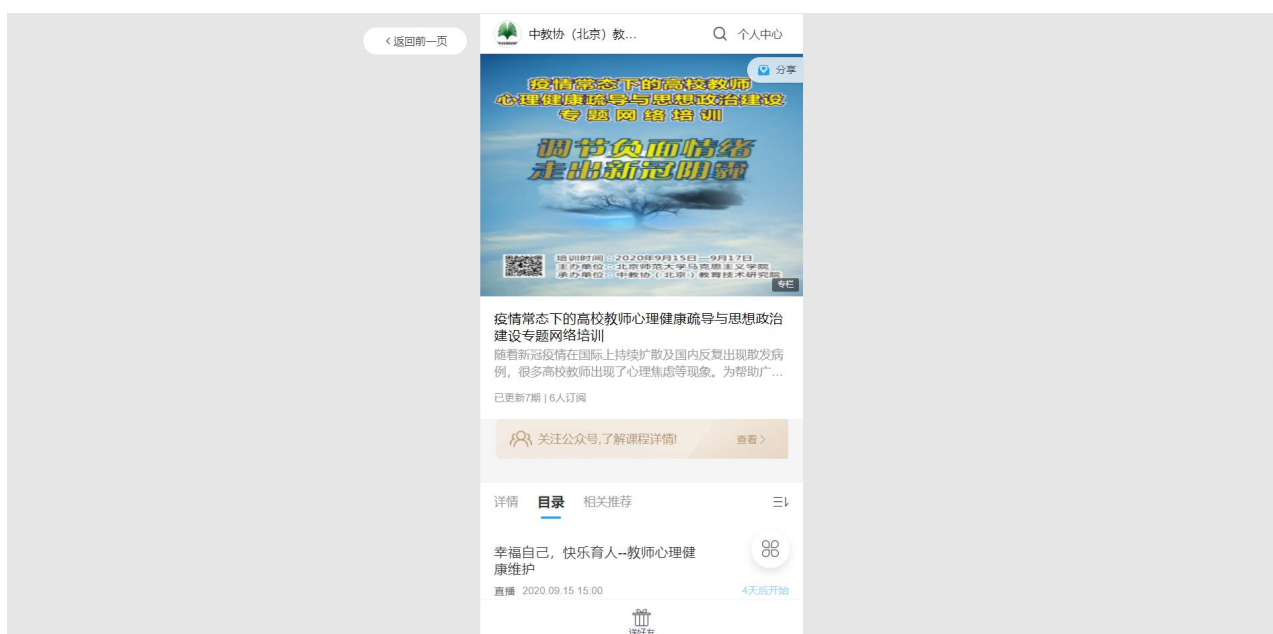 返回前一页
中教协（北京）教...
个人中心
分享
疫情常态下的高校教师
心理健康疏导与思想政治建设
专题网络培训
调节负面情绪
走出新冠阴霾
培训时间：2020年9月15日—9月17日
主办单位：北京师范大学马克思主义学院
承办单位：中教协（北京）教育技术研究院
专栏
疫情常态下的高校教师心理健康疏导与思想政治
建设专题网络培训
随着新冠疫情在国际上持续扩散及国内反复出现散发病
例，很多高校教师出现了心理焦虑等现象。为帮助广...
已更新7期 | 6人订阅
关注公众号,了解课程详情!
查看
详情 目录 相关推荐
幸福自己，快乐育人--教师心理健
康维护
直播 2020.09.15 15:00
4天后开始
送好友